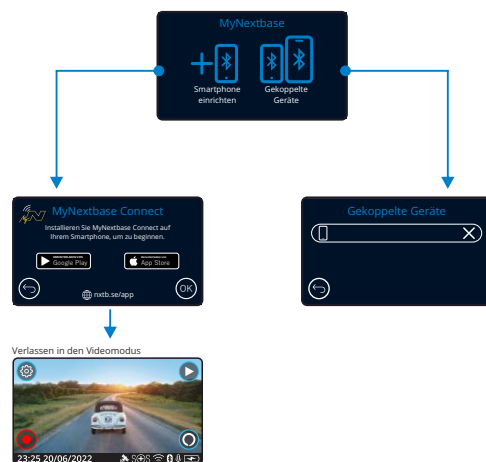 MyNextbase
Smartphone einrichten
Gekoppelte Geräte
MyNextbase Connect
Installieren Sie MyNextbase Connect auf
Ihrem Smartphone, um zu beginnen.
Google Play
App Store
nxtb.se/app
OK
Gekoppelte Geräte
Verlassen in den Videomodus
23:25 20/06/2022
SOS